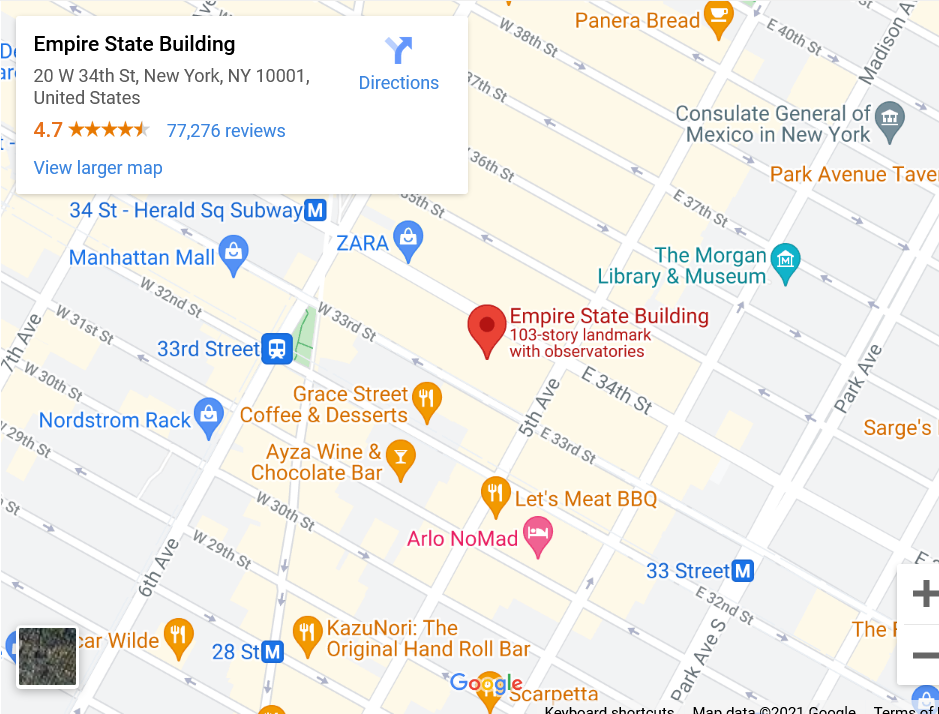 Empire State Building
20 W 34th St, New York, NY 10001,
United States
4.7
77,276 reviews
View larger map
Directions
Panera Bread
W 38th St
E 40th St
Madison A
37th St
Consulate General of
Mexico in New York
W 36th St
Park Avenue Taver
E 37th St
35th St
34 St - Herald Sq Subway
M
ZARA
Manhattan Mall
The Morgan
Library & Museum
W 32nd St
W 33rd St
Empire State Building
103-story landmark
with observatories
W 31st St
7th Ave
33rd Street
W 30th St
E 34th St
Park Ave
5th Ave
Grace Street
Coffee & Desserts
Nordstrom Rack
W 29th St
E 33rd St
Sarge's
Ayza Wine &
Chocolate Bar
W 30th St
Let's Meat BBQ
Arlo NoMad
W 29th St
6th Ave
33 Street
M
E 32nd St
Park Ave S
+
car Wilde
28 St
M
KazuNori: The
Original Hand Roll Bar
The F
−
Google
Scarpetta
Keyboard shortcuts
Map data ©2021 Google
Terms of